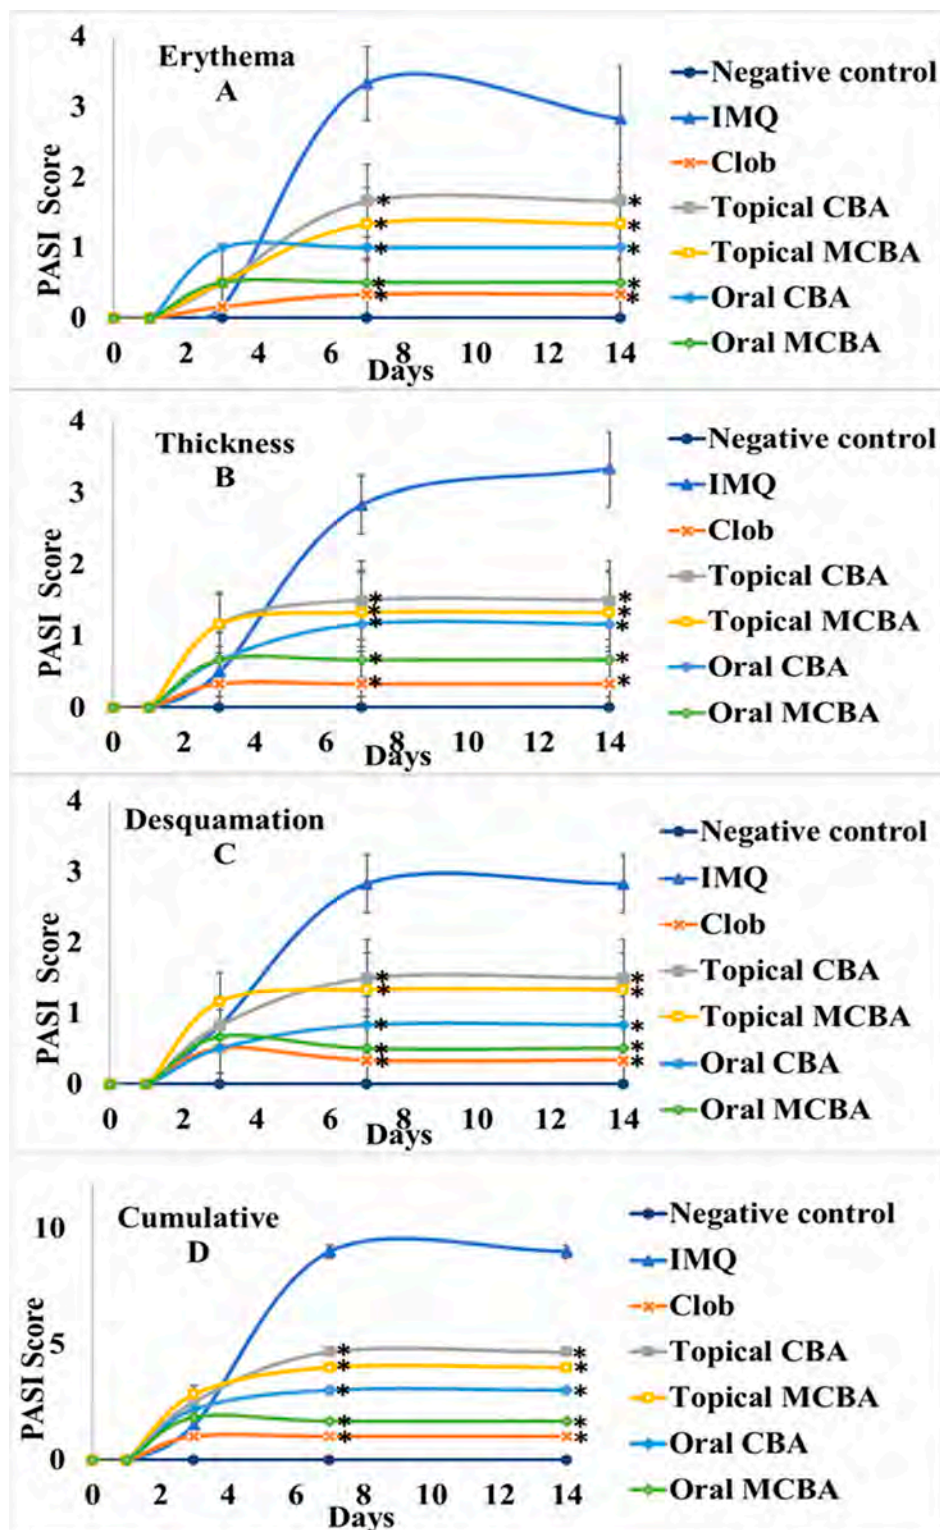 4
Erythema
A
3
2
1
0
PASI Score
0 2 4 6 8 10 12 14
Days
* * * * *
* * * * *
Negative control
IMQ
Clob
Topical CBA
Topical MCBA
Oral CBA
Oral MCBA
4
Thickness
B
3
2
1
0
PASI Score
0 2 4 6 8 10 12 14
Days
* * * * *
* * * * *
Negative control
IMQ
Clob
Topical CBA
Topical MCBA
Oral CBA
Oral MCBA
4
Desquamation
C
3
2
1
0
PASI Score
0 2 4 6 8 10 12 14
Days
* * * * *
* * * * *
Negative control
IMQ
Clob
Topical CBA
Topical MCBA
Oral CBA
Oral MCBA
10
Cumulative
D
5
0
PASI Score
0 2 4 6 8 10 12 14
Days
* * * * *
* * * * *
Negative control
IMQ
Clob
Topical CBA
Topical MCBA
Oral CBA
Oral MCBA